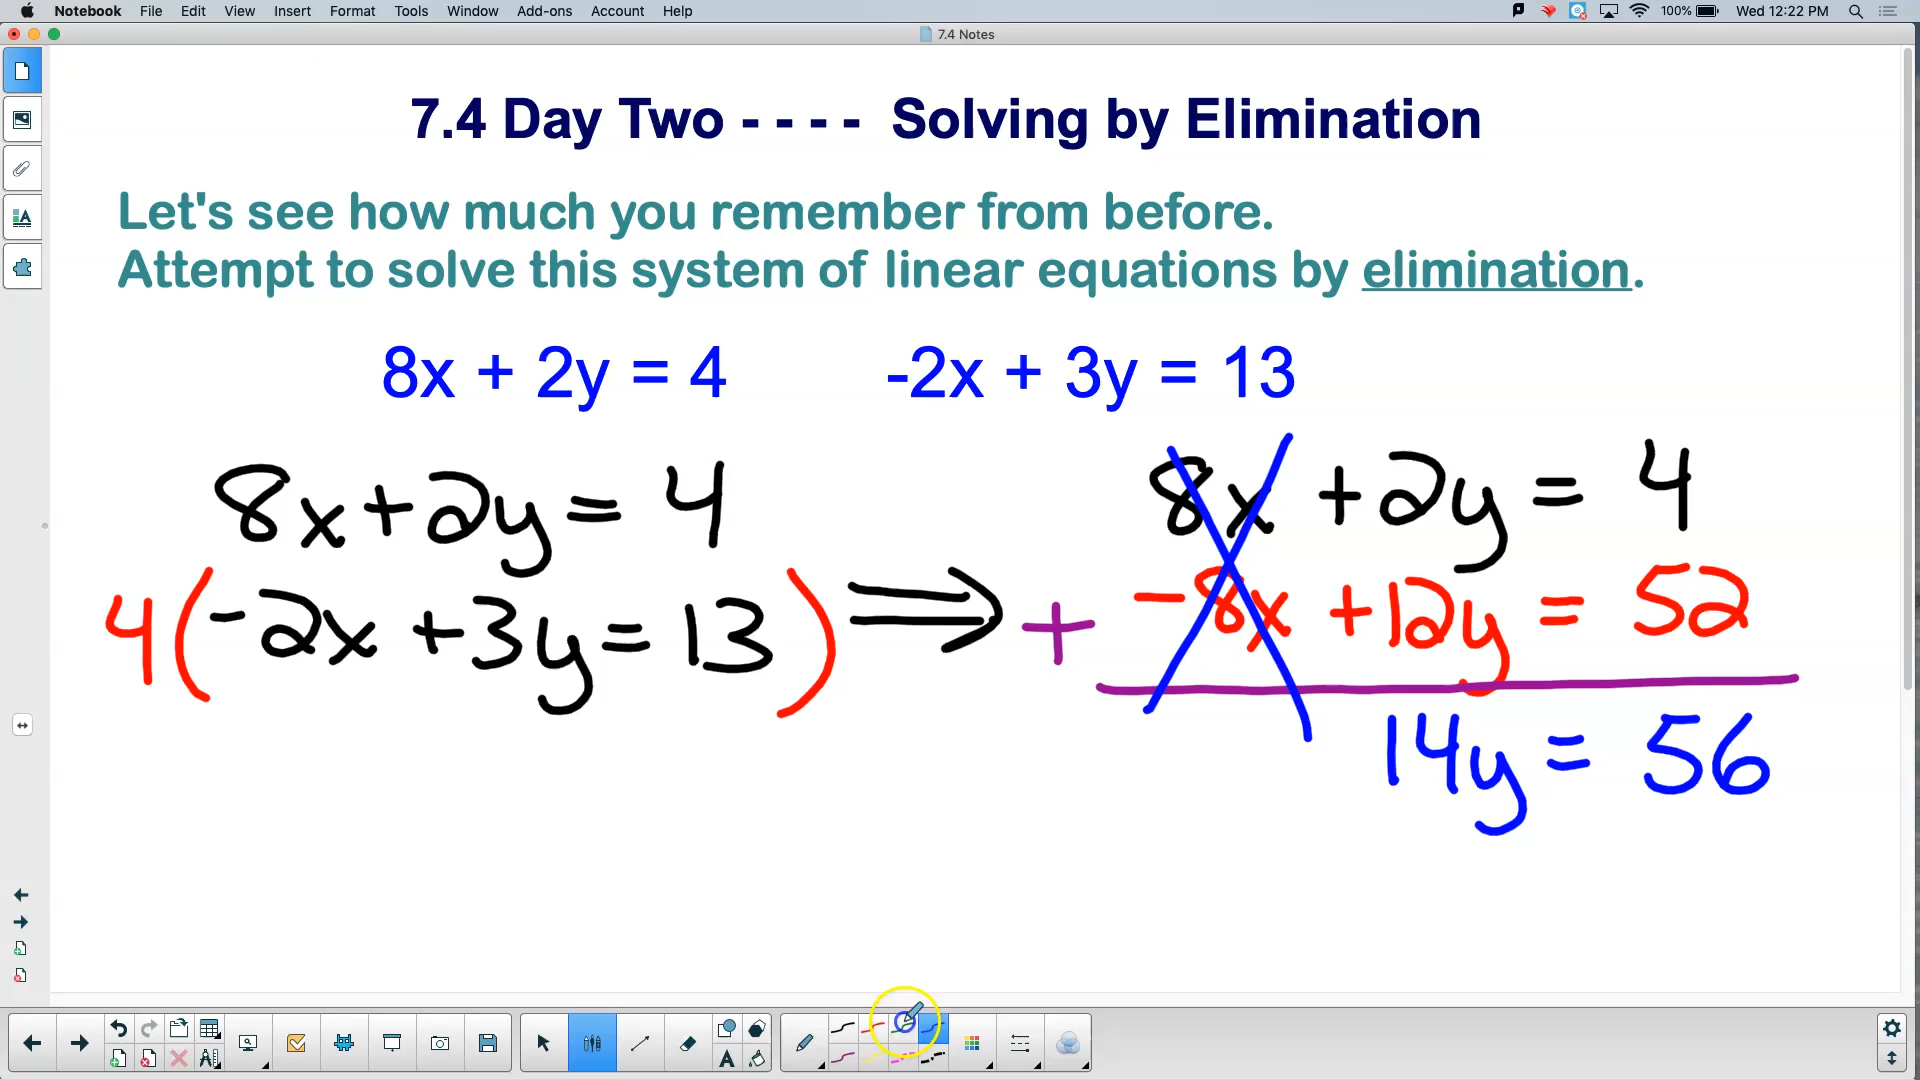 Notebook File Edit View Insert Format Tools Window Add-ons Account Help 100% Wed 12:22 PM
7.4 Notes
7.4 Day Two - - - - Solving by Elimination
Let's see how much you remember from before.
Attempt to solve this system of linear equations by elimination.
8x + 2y = 4 -2x + 3y = 13
8x+2y= 4
4(-2x +3y= 13)
8x +2y = 4
+ -8x +12y = 52
14y = 56